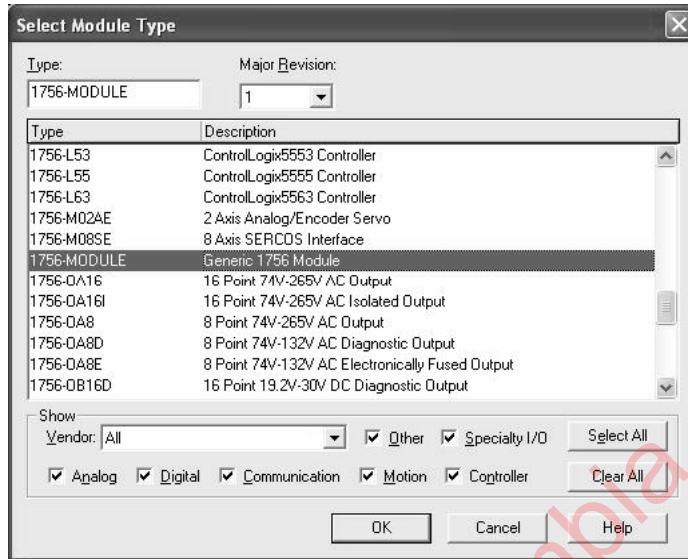 Select Module Type
Type: Major Revision:
1756-MODULE 1
Type Description
1756-L53 ControlLogix5553 Controller
1756-L55 ControlLogix5555 Controller
1756-L63 ControlLogix5563 Controller
1756-M02AE 2 Axis Analog/Encoder Servo
1756-M08SE 8 Axis SERCOS Interface
1756-MODULE Generic 1756 Module
1756-OA16 16 Point 74V-265V AC Output
1756-OA16I 16 Point 74V-265V AC Isolated Output
1756-OA8 8 Point 74V-265V AC Output
1756-OA8D 8 Point 74V-132V AC Diagnostic Output
1756-OA8E 8 Point 74V-132V AC Electronically Fused Output
1756-OB16D 16 Point 19.2V-30V DC Diagnostic Output
Show
Vendor: All Other Specialty I/O Select All
Analog Digital Communication Motion Controller Clear All
OK Cancel Help